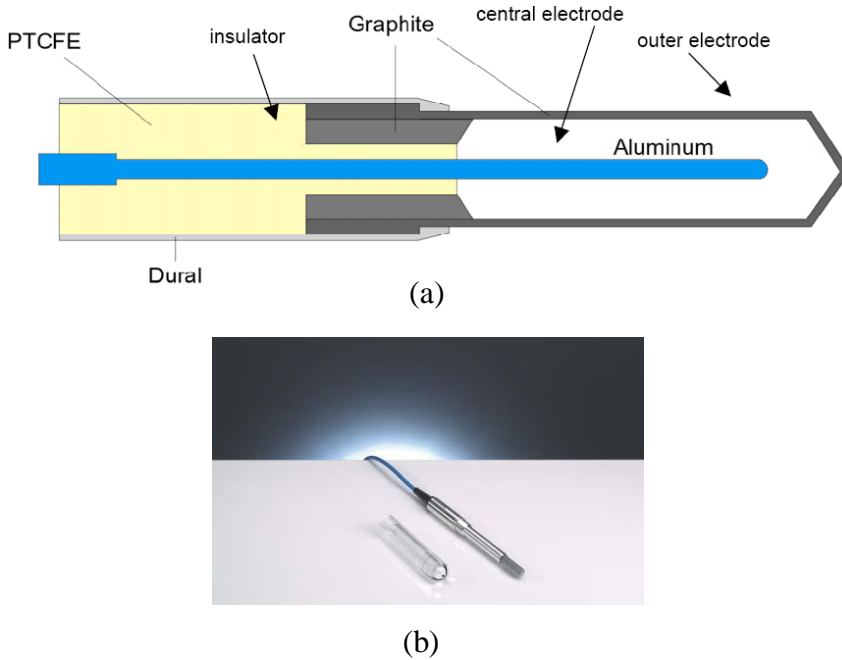 central electrode
Graphite
outer electrode
PTCFE
insulator
Aluminum
Dural
(a)
(b)